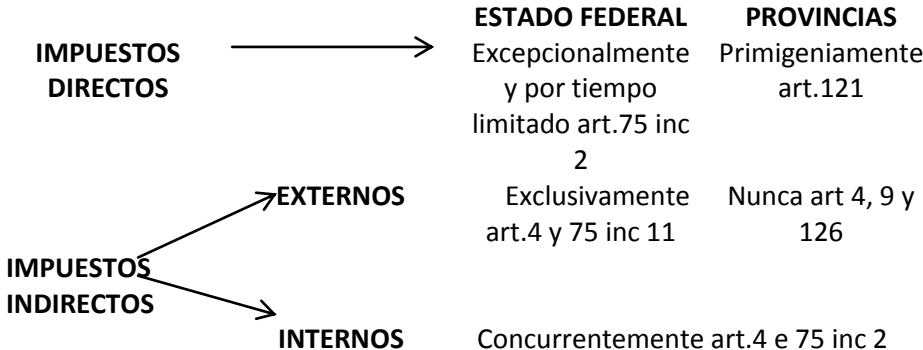 ESTADO FEDERAL PROVINCIAS
IMPUESTOS Excepcionalmente Primigeniamente
DIRECTOS y por tiempo art.121
limitado art.75 inc
2
EXTERNOS Exclusivamente Nunca art 4, 9 y
art.4 y 75 inc 11 126
IMPUESTOS
INDIRECTOS
INTERNOS Concurrentemente art.4 e 75 inc 2